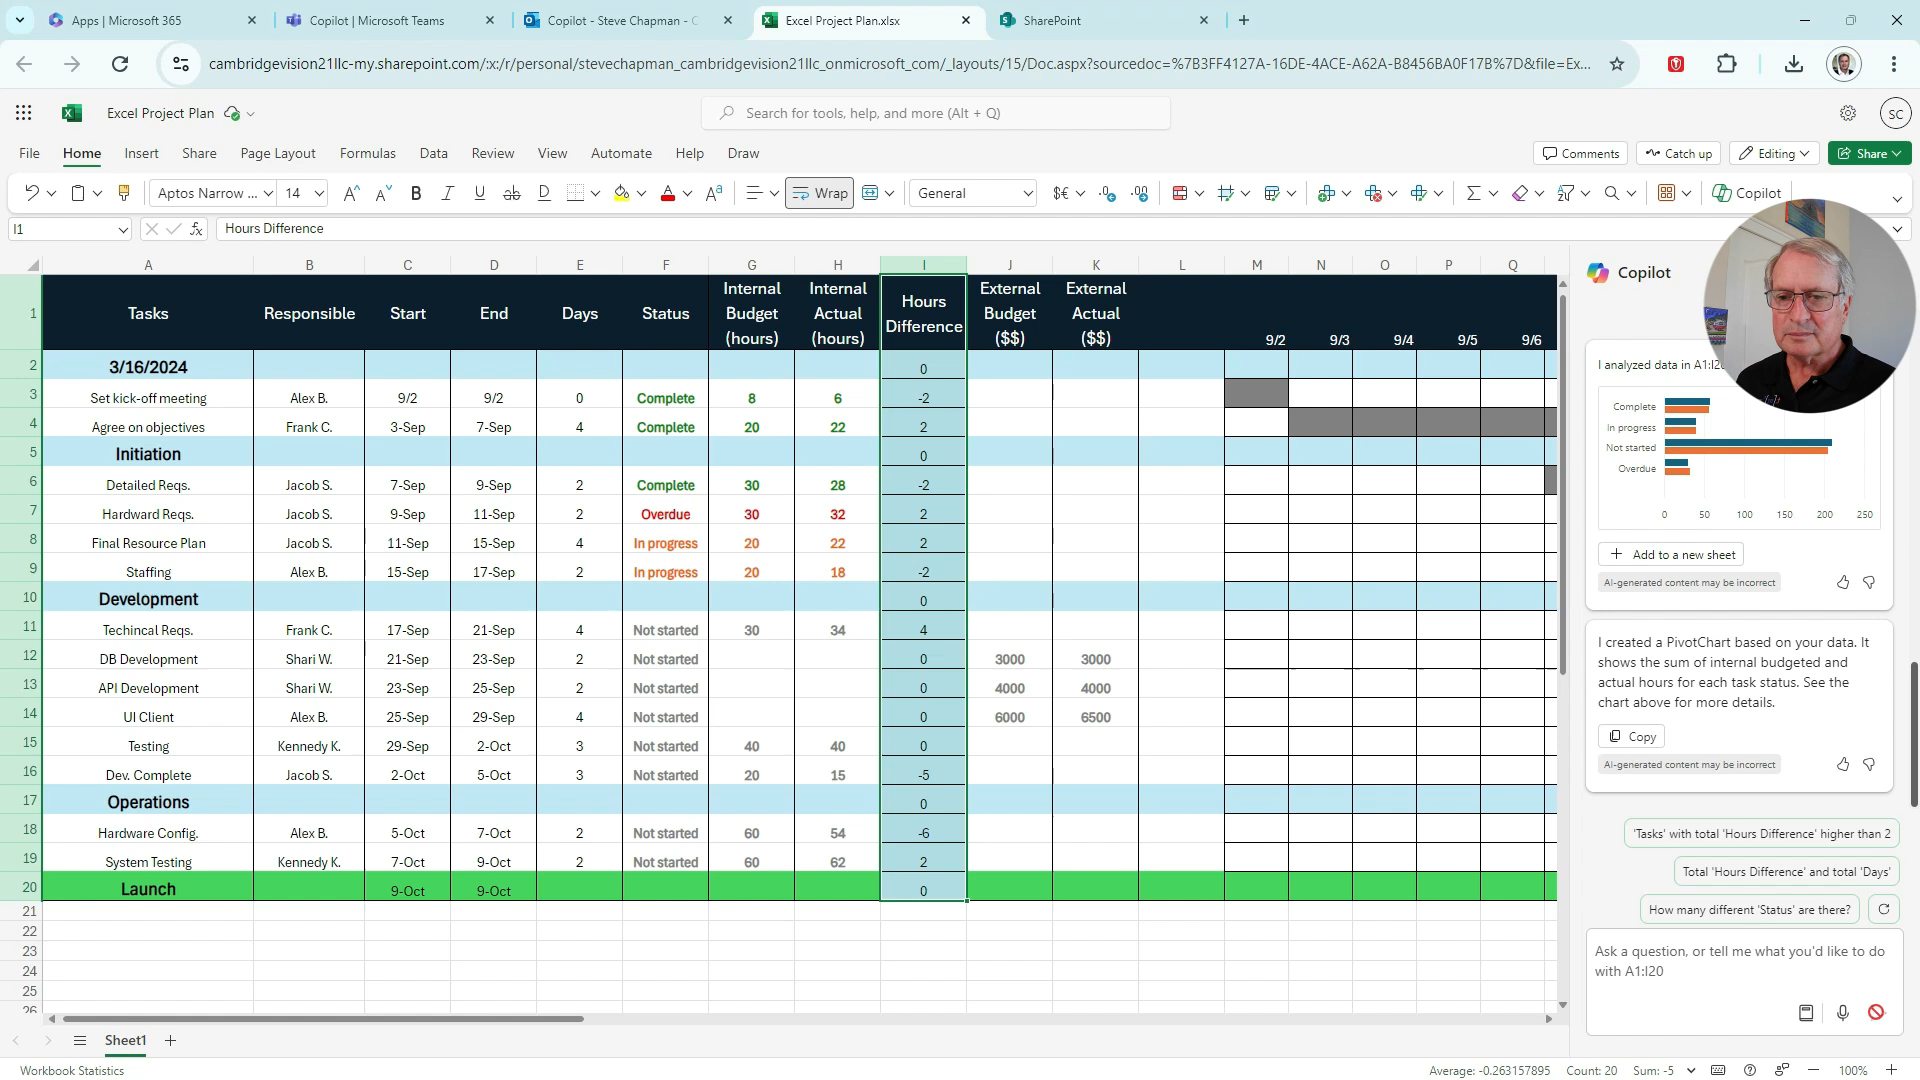 Apps | Microsoft 365
Copilot | Microsoft Teams
Copilot - Steve Chapman -
Excel Project Plan.xlsx
SharePoint
cambridgevision21llc-my.sharepoint.com/:x:/r/personal/stevechapman_cambridgevision21llc_onmicrosoft_com/_layouts/15/Doc.aspx?sourcedoc=%7B3FF4127A-16DE-4ACE-A62A-B8456BA0F17B%7D&file=Ex...
Excel Project Plan
Search for tools, help, and more (Alt + Q)
SC
File Home Insert Share Page Layout Formulas Data Review View Automate Help Draw
Comments Catch up Editing Share
Aptos Narrow ... 14 Wrap General Copilot
I1 Hours Difference
A B C D E F G H I J K L M N O P Q
1 Tasks Responsible Start End Days Status Internal Budget (hours) Internal Actual (hours) Hours Difference External Budget ($$) External Actual ($$) 9/2 9/3 9/4 9/5 9/6
2 3/16/2024 0
3 Set kick-off meeting Alex B. 9/2 9/2 0 Complete 8 6 -2
4 Agree on objectives Frank C. 3-Sep 7-Sep 4 Complete 20 22 2
5 Initiation 0
6 Detailed Reqs. Jacob S. 7-Sep 9-Sep 2 Complete 30 28 -2
7 Hardward Reqs. Jacob S. 9-Sep 11-Sep 2 Overdue 30 32 2
8 Final Resource Plan Jacob S. 11-Sep 15-Sep 4 In progress 20 22 2
9 Staffing Alex B. 15-Sep 17-Sep 2 In progress 20 18 -2
10 Development 0
11 Techincal Reqs. Frank C. 17-Sep 21-Sep 4 Not started 30 34 4
12 DB Development Shari W. 21-Sep 23-Sep 2 Not started 0 3000 3000
13 API Development Shari W. 23-Sep 25-Sep 2 Not started 0 4000 4000
14 UI Client Alex B. 25-Sep 29-Sep 4 Not started 0 6000 6500
15 Testing Kennedy K. 29-Sep 2-Oct 3 Not started 40 40 0
16 Dev. Complete Jacob S. 2-Oct 5-Oct 3 Not started 20 15 -5
17 Operations 0
18 Hardware Config. Alex B. 5-Oct 7-Oct 2 Not started 60 54 -6
19 System Testing Kennedy K. 7-Oct 9-Oct 2 Not started 60 62 2
20 Launch 9-Oct 9-Oct 0
21
22
23
24
25
26
Sheet1
Workbook Statistics
Average: -0.263157895 Count: 20 Sum: -5 100%
Copilot
I analyzed data in A1:I20
Complete
In progress
Not started
Overdue
0 50 100 150 200 250
Add to a new sheet
AI-generated content may be incorrect
I created a PivotChart based on your data. It
shows the sum of internal budgeted and
actual hours for each task status. See the
chart above for more details.
Copy
AI-generated content may be incorrect
'Tasks' with total 'Hours Difference' higher than 2
Total 'Hours Difference' and total 'Days'
How many different 'Status' are there?
Ask a question, or tell me what you'd like to do
with A1:I20